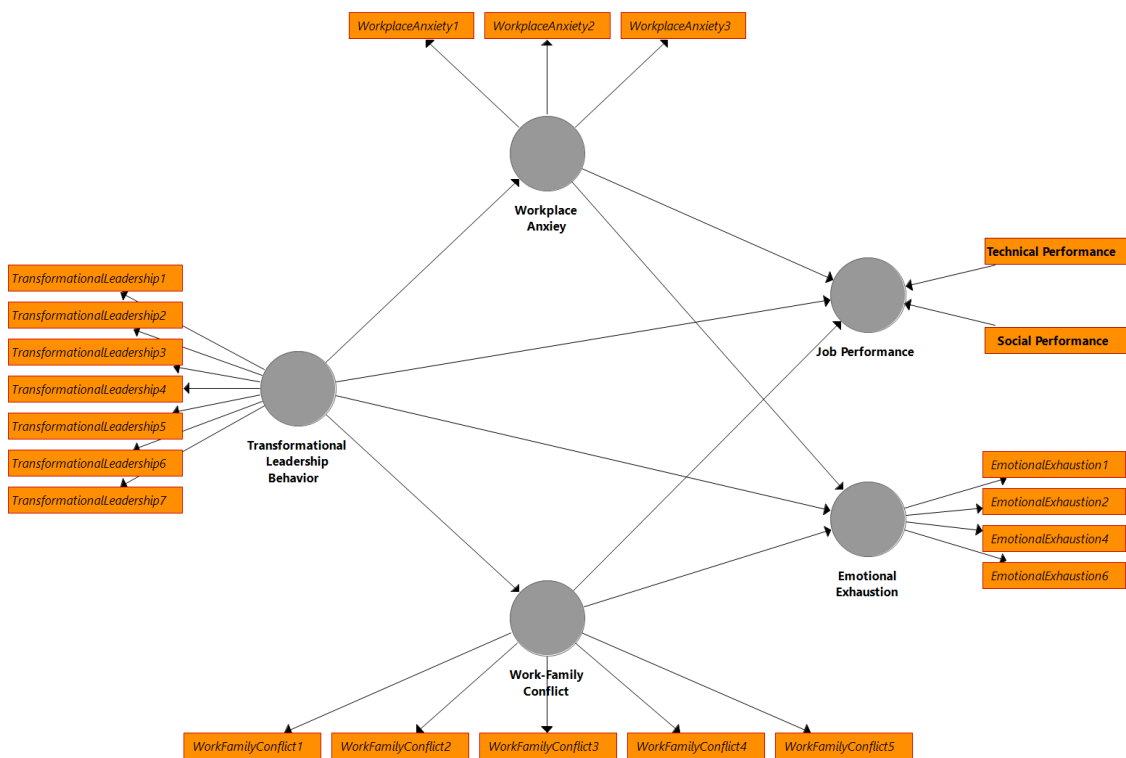 WorkplaceAnxiety1
WorkplaceAnxiety2
WorkplaceAnxiety3
Workplace
Anxiey
Technical Performance
Social Performance
Job Performance
TransformationalLeadership1
TransformationalLeadership2
TransformationalLeadership3
TransformationalLeadership4
TransformationalLeadership5
TransformationalLeadership6
TransformationalLeadership7
Transformational
Leadership
Behavior
EmotionalExhaustion1
EmotionalExhaustion2
EmotionalExhaustion4
EmotionalExhaustion6
Emotional
Exhaustion
Work-Family
Conflict
WorkFamilyConflict1
WorkFamilyConflict2
WorkFamilyConflict3
WorkFamilyConflict4
WorkFamilyConflict5